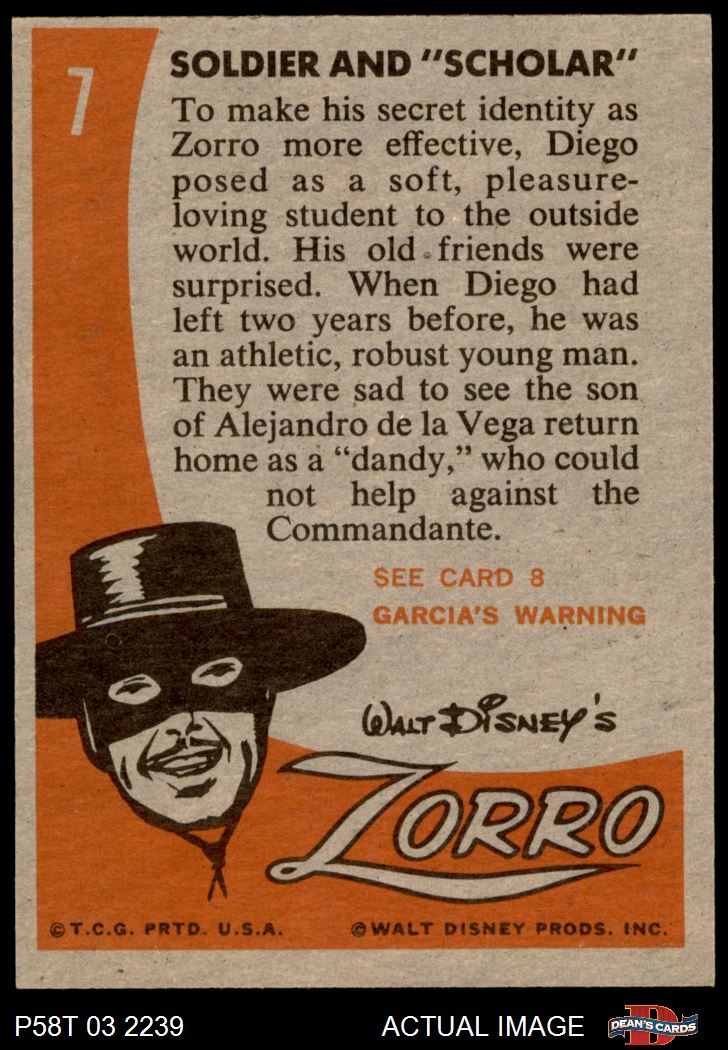 7
SOLDIER AND "SCHOLAR"
To make his secret identity as
Zorro more effective, Diego
posed as a soft, pleasure-
loving student to the outside
world. His old friends were
surprised. When Diego had
left two years before, he was
an athletic, robust young man.
They were sad to see the son
of Alejandro de la Vega return
home as a “dandy,” who could
not help against the
Commandante.
SEE CARD 8
GARCIA'S WARNING
WALT DISNEY'S
ZORRO
© T.C.G. PRTD. U.S.A.
© WALT DISNEY PRODS. INC.
P58T 03 2239
ACTUAL IMAGE
D
DEAN'S CARDS